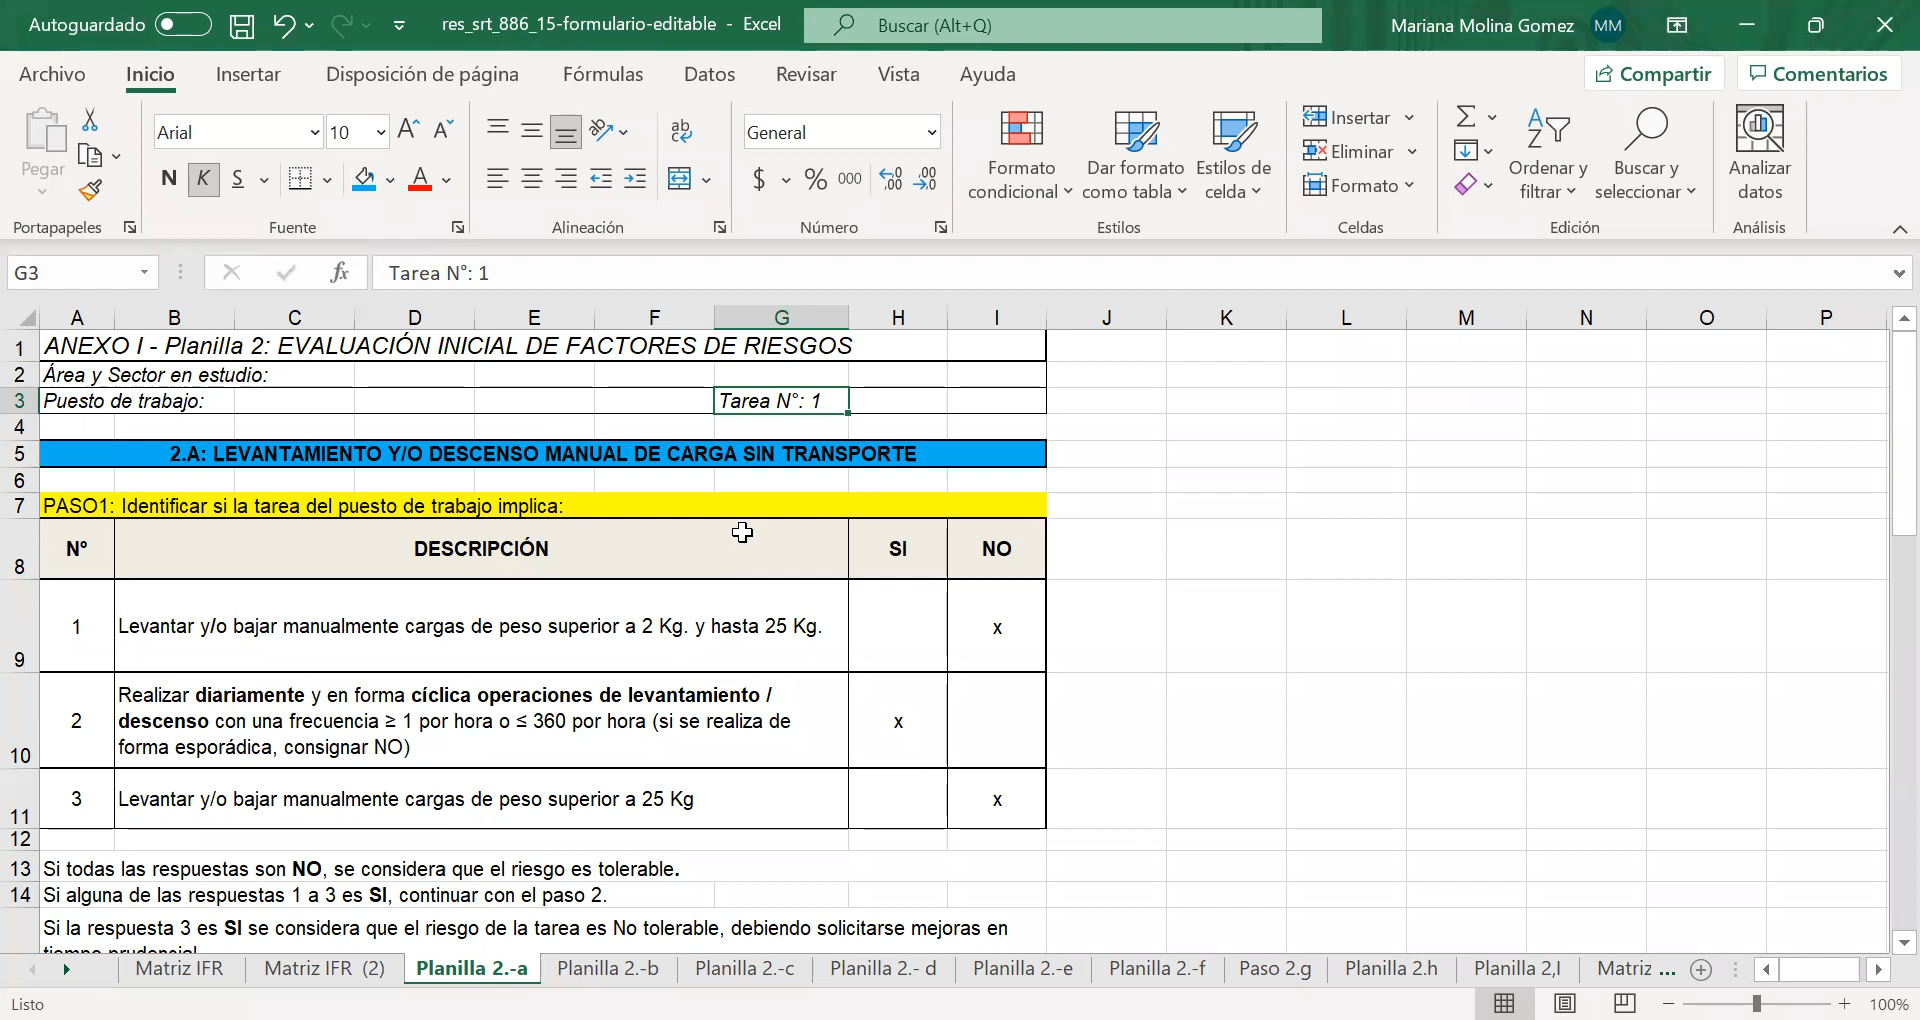 Autoguardado
res_srt_886_15-formulario-editable - Excel
Buscar (Alt+Q)
Mariana Molina Gomez MM
Archivo Inicio Insertar Disposición de página Fórmulas Datos Revisar Vista Ayuda
Compartir Comentarios
Pegar
Portapapeles
Arial 10
N K S
Fuente
ab
Alineación
General
$ % 000
Número
Formato condicional
Dar formato como tabla
Estilos de celda
Estilos
Insertar
Eliminar
Formato
Celdas
Ordenar y filtrar
Buscar y seleccionar
Edición
Analizar datos
Análisis
G3 fx Tarea N°: 1
A B C D E F G H I J K L M N O P
1 ANEXO I - Planilla 2: EVALUACIÓN INICIAL DE FACTORES DE RIESGOS
2 Área y Sector en estudio:
3 Puesto de trabajo: Tarea N°: 1
4
5 2.A: LEVANTAMIENTO Y/O DESCENSO MANUAL DE CARGA SIN TRANSPORTE
6
7 PASO1: Identificar si la tarea del puesto de trabajo implica:
8 Nº DESCRIPCIÓN SI NO
9 1 Levantar y/o bajar manualmente cargas de peso superior a 2 Kg. y hasta 25 Kg. x
Realizar diariamente y en forma cíclica operaciones de levantamiento /
2 descenso con una frecuencia ≥ 1 por hora o ≤ 360 por hora (si se realiza de x
10 forma esporádica, consignar NO)
11 3 Levantar y/o bajar manualmente cargas de peso superior a 25 Kg x
12
13 Si todas las respuestas son NO, se considera que el riesgo es tolerable.
14 Si alguna de las respuestas 1 a 3 es SI, continuar con el paso 2.
Si la respuesta 3 es SI se considera que el riesgo de la tarea es No tolerable, debiendo solicitarse mejoras en
tiempo prudencial
Matriz IFR Matriz IFR (2) Planilla 2.-a Planilla 2.-b Planilla 2.-c Planilla 2.- d Planilla 2.-e Planilla 2.-f Paso 2.g Planilla 2.h Planilla 2,I Matriz ...
Listo 100%